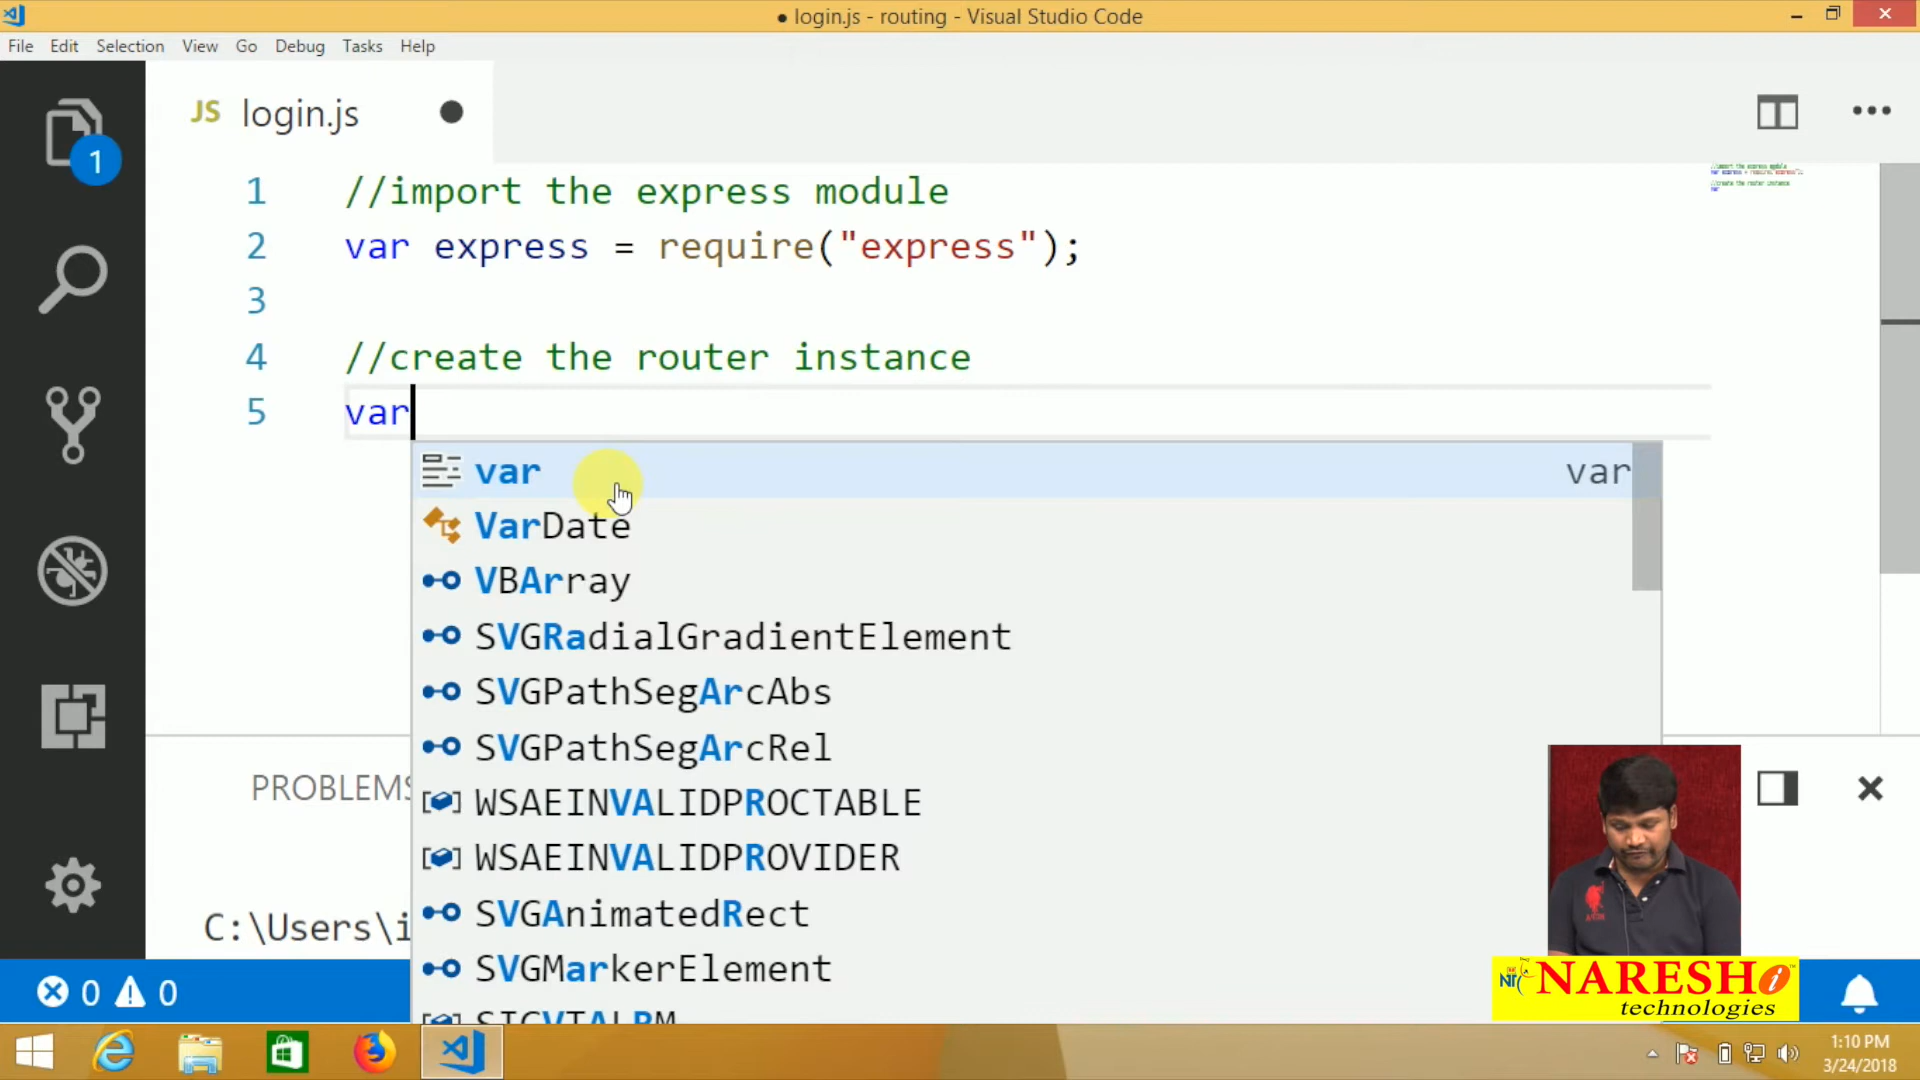 ● login.js - routing - Visual Studio Code
File Edit Selection View Go Debug Tasks Help
JS login.js
1
1 //import the express module
2 var express = require("express");
3
4 //create the router instance
5 var
var var
VarDate
VBArray
SVGRadialGradientElement
SVGPathSegArcAbs
SVGPathSegArcRel
WSAEINVALIDPROCTABLE
WSAEINVALIDPROVIDER
SVGAnimatedRect
SVGMarkerElement
SIGVTALRM
PROBLEMS
C:\Users\i
0 0
NARESH i
technologies
1:10 PM
3/24/2018